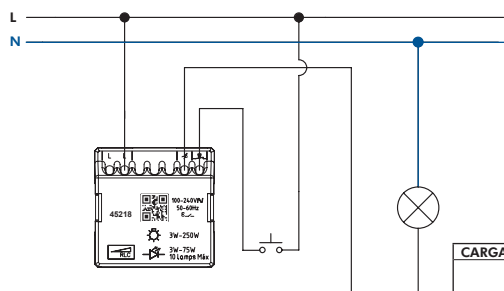 L
N
L L
45218
100-240V
50-60Hz
3W-250W
3W-75W
10 Lamps Máx
RLC
CARGA